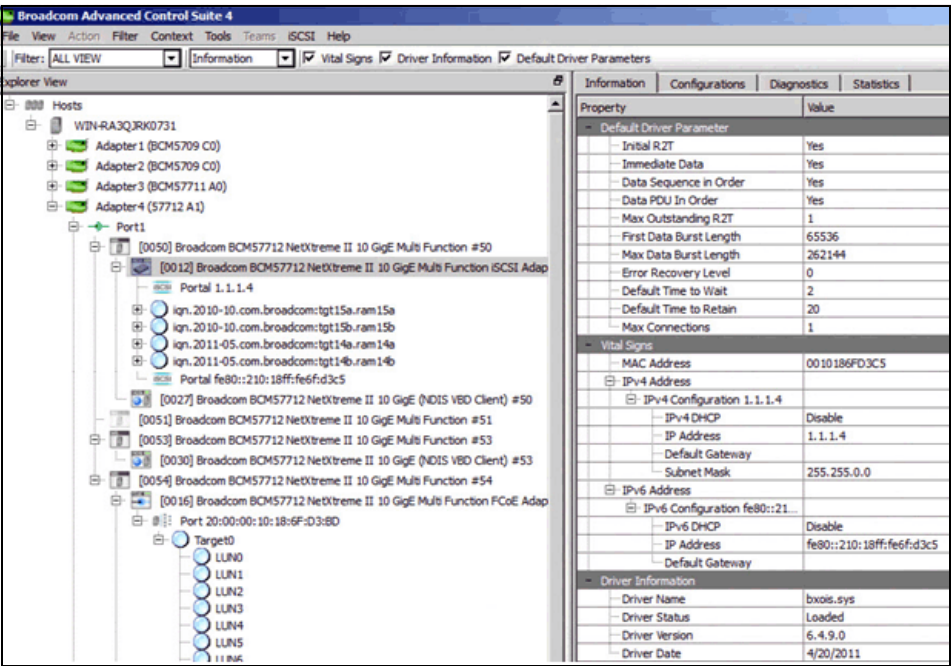 Broadcom Advanced Control Suite 4
File View Action Filter Context Tools Teams iSCSI Help
Filter: ALL VIEW Information Vital Signs Driver Information Default Driver Parameters
Explorer View
Hosts
WIN-RA3QJRK0731
Adapter1 (BCM5709 C0)
Adapter2 (BCM5709 C0)
Adapter3 (BCM57711 A0)
Adapter4 (57712 A1)
Port1
[0050] Broadcom BCM57712 NetXtreme II 10 GigE Multi Function #50
[0012] Broadcom BCM57712 NetXtreme II 10 GigE Multi Function iSCSI Adap
Portal 1.1.1.4
iqn.2010-10.com.broadcom:tgt15a.ram15a
iqn.2010-10.com.broadcom:tgt15b.ram15b
iqn.2011-05.com.broadcom:tgt14a.ram14a
iqn.2011-05.com.broadcom:tgt14b.ram14b
Portal fe80::210:18ff:fe6f:d3c5
[0027] Broadcom BCM57712 NetXtreme II 10 GigE (NDIS VBD Client) #50
[0051] Broadcom BCM57712 NetXtreme II 10 GigE Multi Function #51
[0053] Broadcom BCM57712 NetXtreme II 10 GigE Multi Function #53
[0030] Broadcom BCM57712 NetXtreme II 10 GigE (NDIS VBD Client) #53
[0054] Broadcom BCM57712 NetXtreme II 10 GigE Multi Function #54
[0016] Broadcom BCM57712 NetXtreme II 10 GigE Multi Function FCoE Adap
Port 20:00:00:10:18:6F:D3:BD
Target0
LUN0
LUN1
LUN2
LUN3
LUN4
LUN5
LUN6
Information Configurations Diagnostics Statistics
Property Value
Default Driver Parameter
Initial R2T Yes
Immediate Data Yes
Data Sequence in Order Yes
Data PDU In Order Yes
Max Outstanding R2T 1
First Data Burst Length 65536
Max Data Burst Length 262144
Error Recovery Level 0
Default Time to Wait 2
Default Time to Retain 20
Max Connections 1
Vital Signs
MAC Address 0010186FD3C5
IPv4 Address
IPv4 Configuration 1.1.1.4
IPv4 DHCP Disable
IP Address 1.1.1.4
Default Gateway
Subnet Mask 255.255.0.0
IPv6 Address
IPv6 Configuration fe80::21...
IPv6 DHCP Disable
IP Address fe80::210:18ff:fe6f:d3c5
Default Gateway
Driver Information
Driver Name bxois.sys
Driver Status Loaded
Driver Version 6.4.9.0
Driver Date 4/20/2011